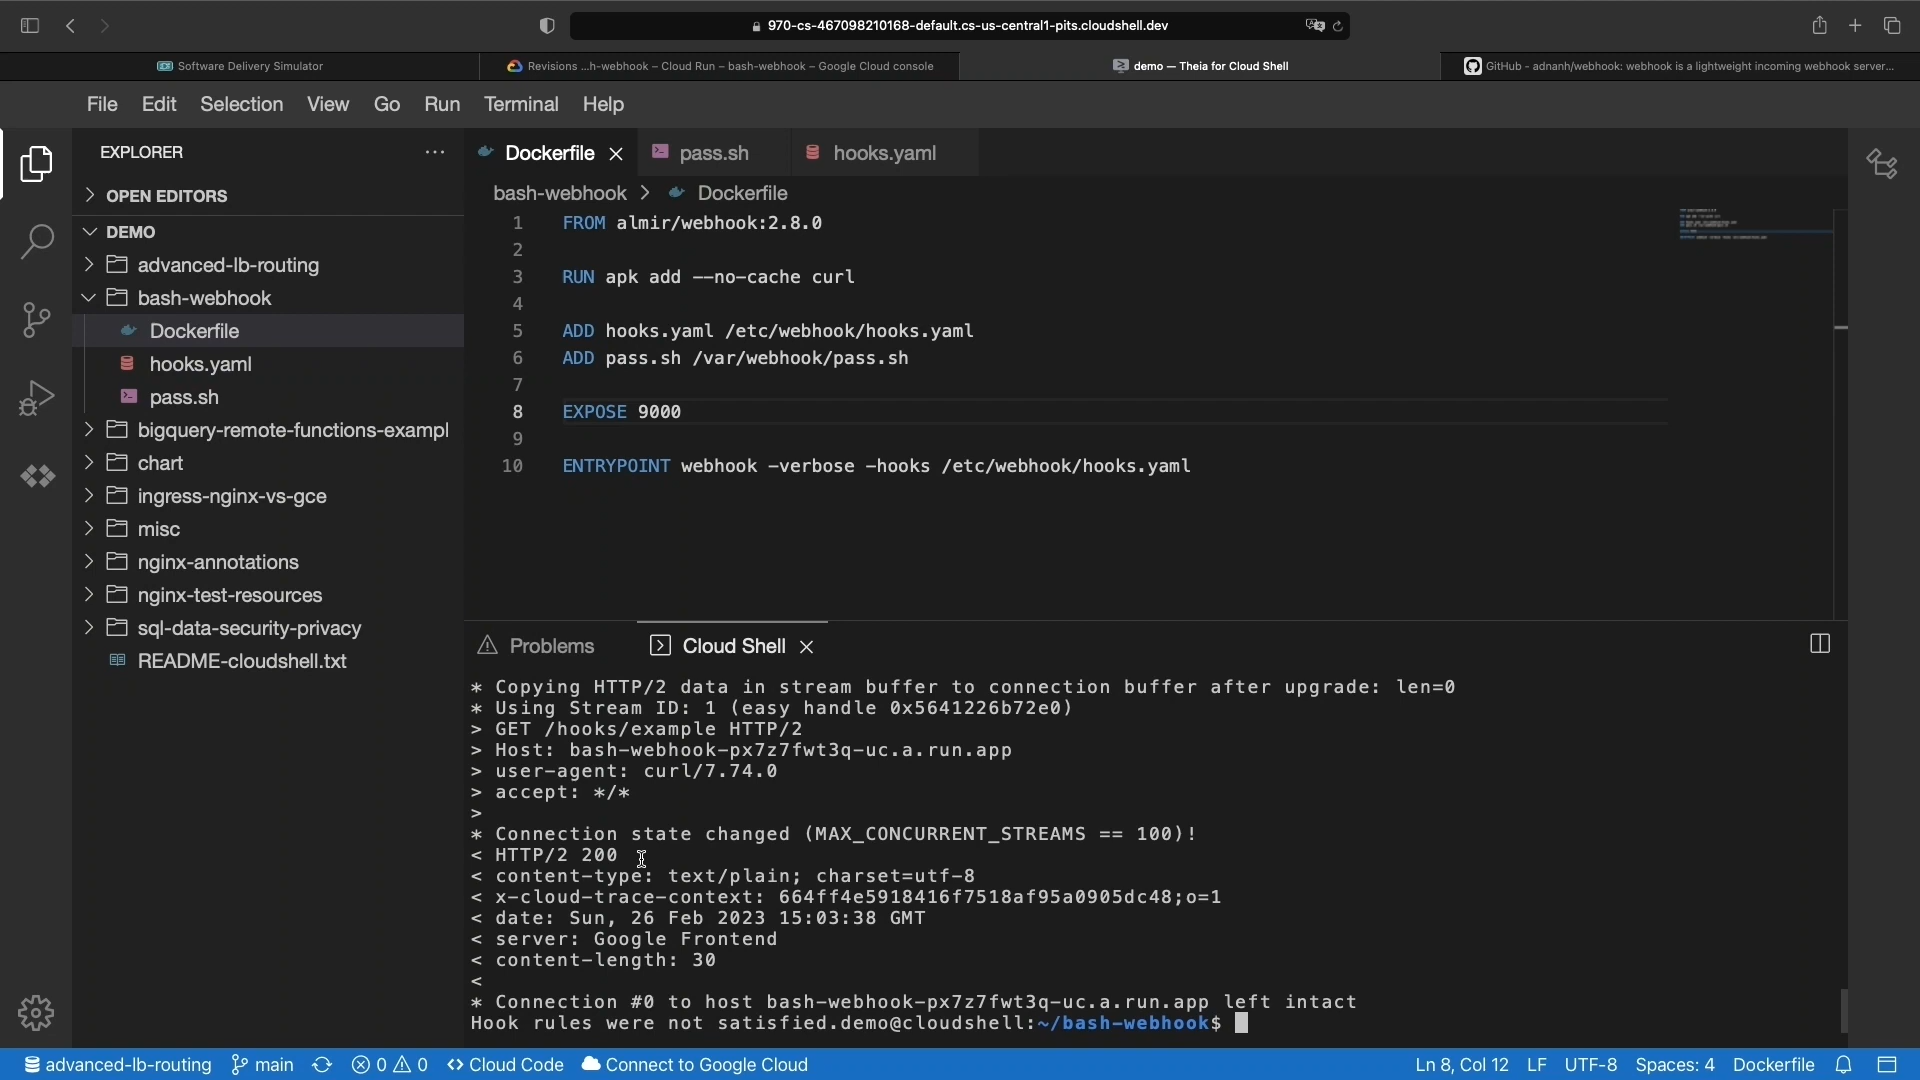 970-cs-467098210168-default.cs-us-central1-pits.cloudshell.dev
Software Delivery Simulator
Revisions ...h-webhook – Cloud Run – bash-webhook – Google Cloud console
demo — Theia for Cloud Shell
GitHub - adnanh/webhook: webhook is a lightweight incoming webhook server...
File Edit Selection View Go Run Terminal Help
EXPLORER
OPEN EDITORS
DEMO
advanced-lb-routing
bash-webhook
Dockerfile
hooks.yaml
pass.sh
bigquery-remote-functions-exampl
chart
ingress-nginx-vs-gce
misc
nginx-annotations
nginx-test-resources
sql-data-security-privacy
README-cloudshell.txt
Dockerfile
pass.sh
hooks.yaml
bash-webhook > Dockerfile
1 FROM almir/webhook:2.8.0
2
3 RUN apk add --no-cache curl
4
5 ADD hooks.yaml /etc/webhook/hooks.yaml
6 ADD pass.sh /var/webhook/pass.sh
7
8 EXPOSE 9000
9
10 ENTRYPOINT webhook -verbose -hooks /etc/webhook/hooks.yaml
Problems
Cloud Shell
* Copying HTTP/2 data in stream buffer to connection buffer after upgrade: len=0
* Using Stream ID: 1 (easy handle 0x5641226b72e0)
> GET /hooks/example HTTP/2
> Host: bash-webhook-px7z7fwt3q-uc.a.run.app
> user-agent: curl/7.74.0
> accept: */*
>
* Connection state changed (MAX_CONCURRENT_STREAMS == 100)!
< HTTP/2 200
< content-type: text/plain; charset=utf-8
< x-cloud-trace-context: 664ff4e5918416f7518af95a0905dc48;o=1
< date: Sun, 26 Feb 2023 15:03:38 GMT
< server: Google Frontend
< content-length: 30
<
* Connection #0 to host bash-webhook-px7z7fwt3q-uc.a.run.app left intact
Hook rules were not satisfied.demo@cloudshell:~/bash-webhook$
advanced-lb-routing main 0 0 Cloud Code Connect to Google Cloud
Ln 8, Col 12 LF UTF-8 Spaces: 4 Dockerfile